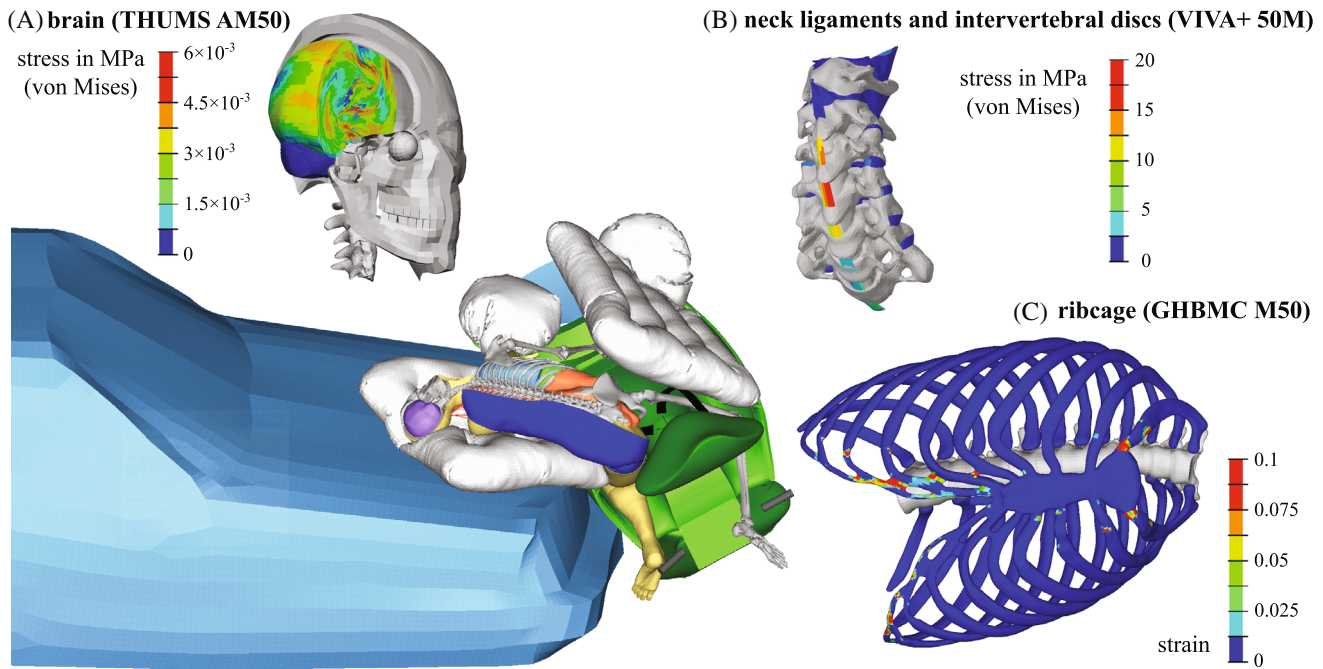 (A) brain (THUMS AM50)
stress in MPa
(von Mises)
6×10⁻³
4.5×10⁻³
3×10⁻³
1.5×10⁻³
0
(B) neck ligaments and intervertebral discs (VIVA+ 50M)
stress in MPa
(von Mises)
20
15
10
5
0
(C) ribcage (GHBMC M50)
0.1
0.075
0.05
0.025
0
strain